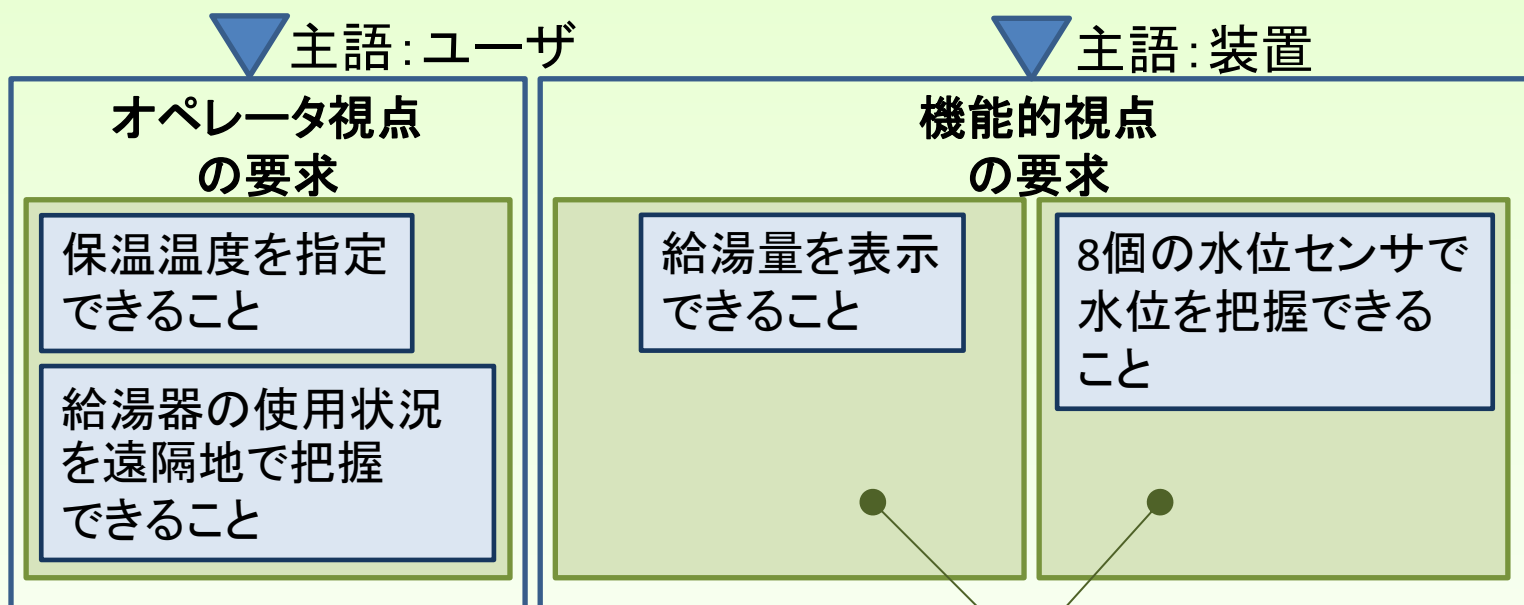 主語:ユーザ
主語:装置
オペレータ視点
の要求
機能的視点
の要求
保温温度を指定
できること
給湯器の使用状況
を遠隔地で把握
できること
給湯量を表示
できること
8個の水位センサで
水位を把握できる
こと